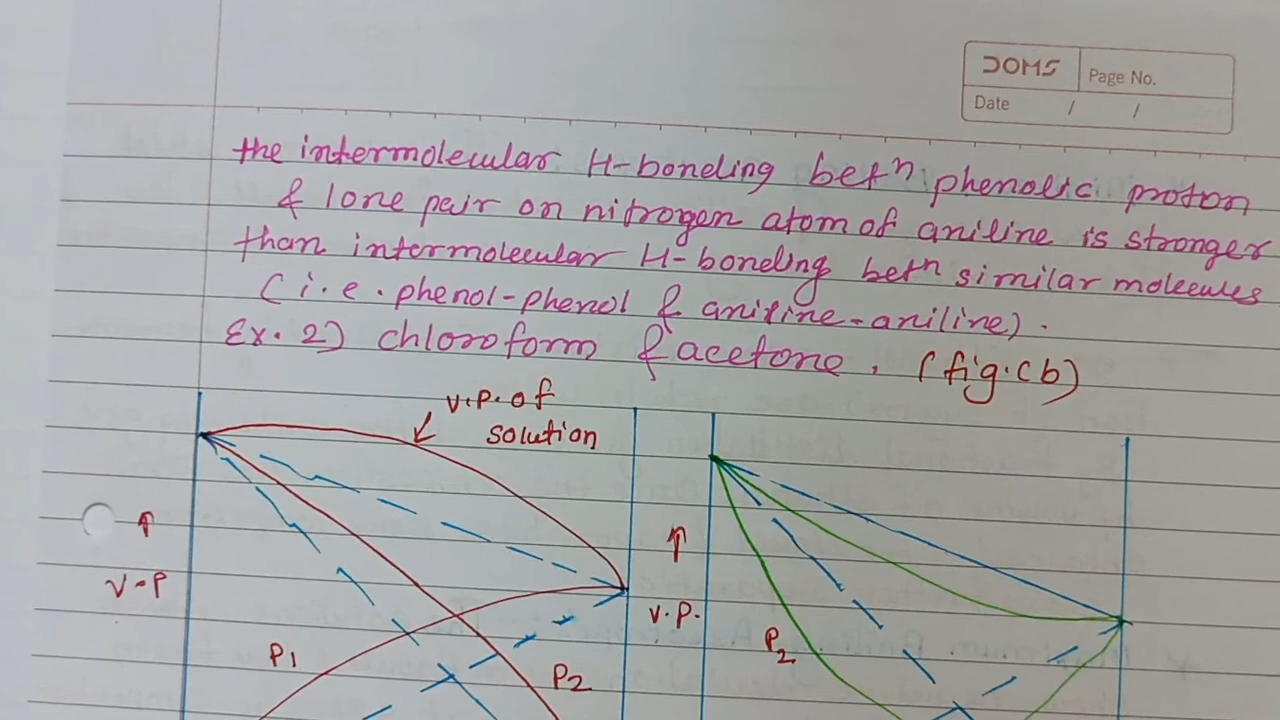 DOMS
Page No.
Date / /
the intermolecular H-bonding betⁿ phenolic proton
& lone pair on nitrogen atom of aniline is stronger
than intermolecular H-bonding betⁿ similar molecules
(i.e. phenol-phenol & aniline-aniline).
Ex. 2) chloroform & acetone. (fig.(b)
v.p. of
solution
↑
v.p
P1
P2
↑
v.p.
P2